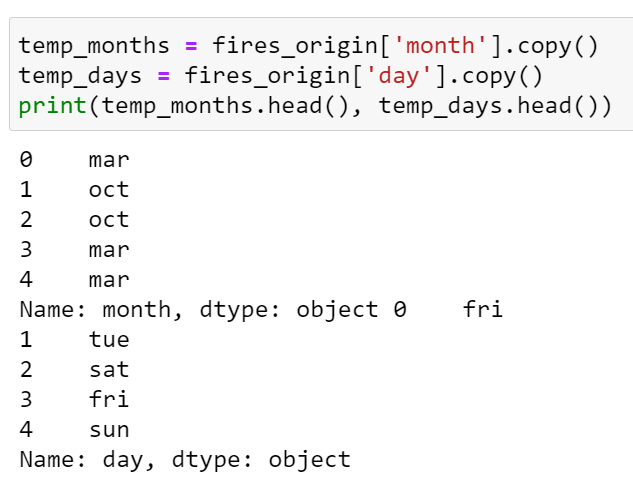 temp_months = fires_origin['month'].copy()
temp_days = fires_origin['day'].copy()
print(temp_months.head(), temp_days.head())
0    mar
1    oct
2    oct
3    mar
4    mar
Name: month, dtype: object 0    fri
1    tue
2    sat
3    fri
4    sun
Name: day, dtype: object